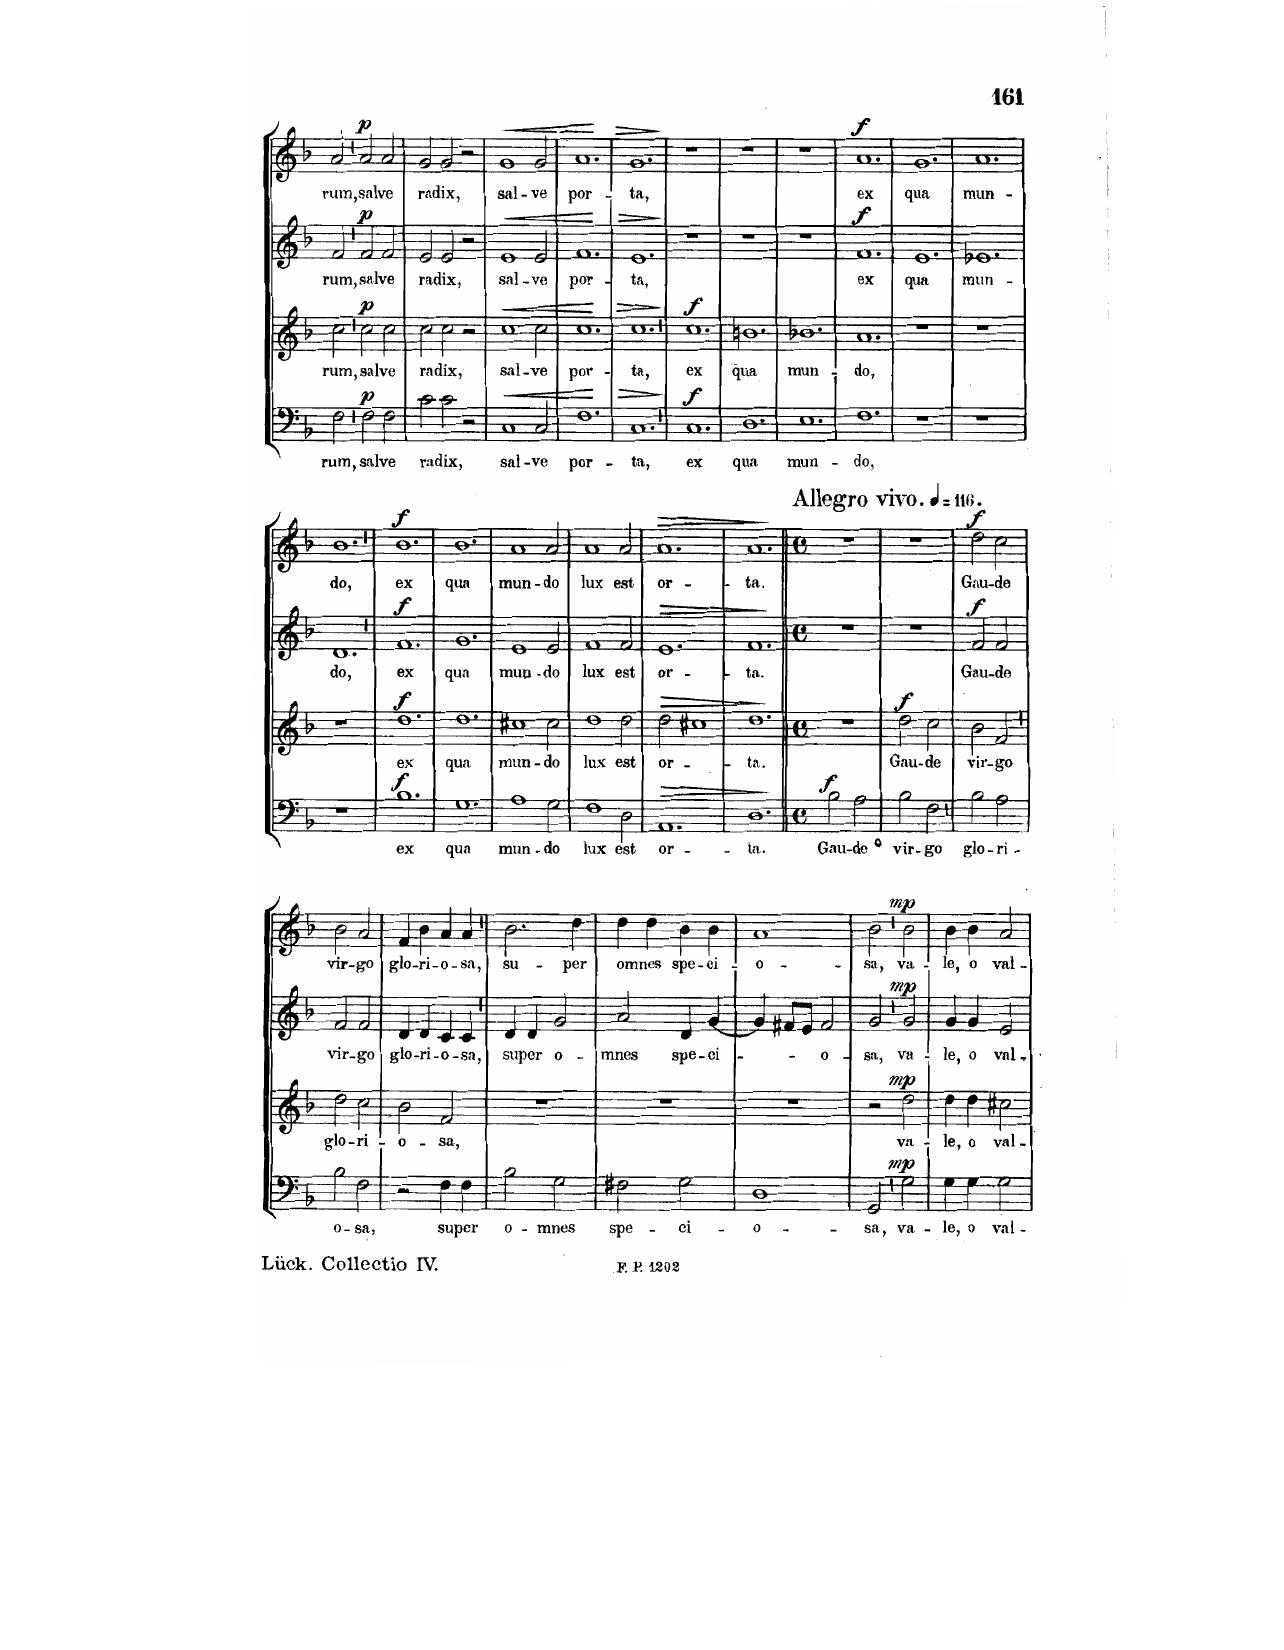 161
p
rum, salve radix, sal - ve por - ta, ex qua mun -
p f
rum, salve radix, sal - ve por - ta, ex qua mun -
p f
rum, salve radix, sal - ve por - ta, ex qua mun - do,
p f
rum, salve radix, sal - ve por - ta, ex qua mun - do,
Allegro vivo. ♩= 116.
f f
do, ex qua mun - do lux est or - ta. Gau - de
f f
do, ex qua mun - do lux est or - ta. Gau - de
f f
ex qua mun - do lux est or - ta. Gau - de vir - go
f f
ex qua mun - do lux est or - ta. Gau - de vir - go glo - ri -
mp
vir - go glo - ri - o - sa, su - per omnes spe - ci - o - sa, va - le, o val -
mp
vir - go glo - ri - o - sa, super o - mnes spe - ci - o - sa, va - le, o val -
mp
glo - ri - o - sa, va - le, o val -
mp
o - sa, super o - mnes spe - ci - o - sa, va - le, o val -
Lück. Collectio IV. F. P. 1202